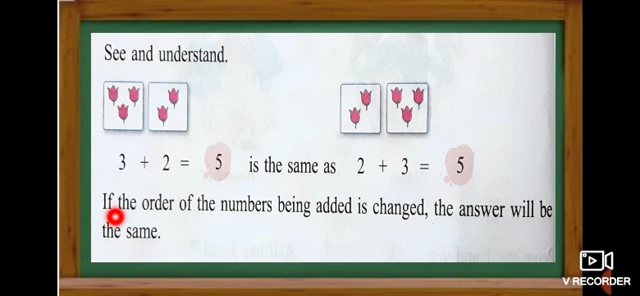 See and understand.
3 + 2 = 5 is the same as 2 + 3 = 5
If the order of the numbers being added is changed, the answer will be
the same.
V RECORDER